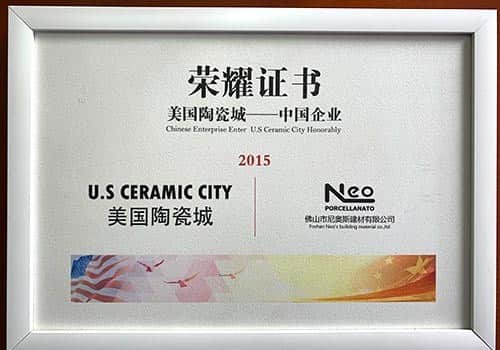 荣耀证书
美国陶瓷城——中国企业
Chinese Enterprise Enter U.S Ceramic City Honorably
2015
U.S CERAMIC CITY
美国陶瓷城
Neo
PORCELLANATO
佛山市尼奥斯建材有限公司
Foshan Neo's building material co.,ltd